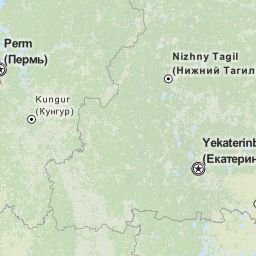 Perm
(Пермь)
Nizhny Tagil
(Нижний Тагил
Kungur
(Кунгур)
Yekaterinb
(Екатерин